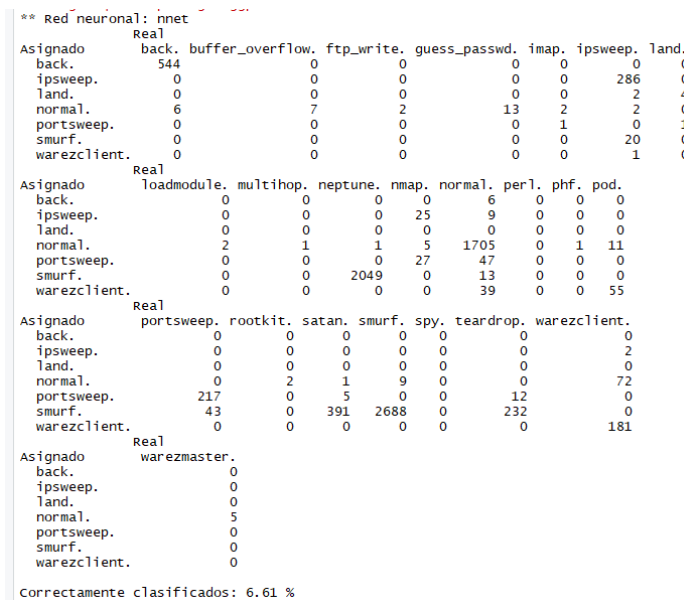 ** Red neuronal: nnet
Real
Asignado back. buffer_overflow. ftp_write. guess_passwd. imap. ipsweep. land.
back. 544 0 0 0 0 0
ipsweep. 0 0 0 0 0 286
land. 0 0 0 0 0 2
normal. 6 7 2 13 2 2
portsweep. 0 0 0 0 1 0
smurf. 0 0 0 0 0 20
warezclient. 0 0 0 0 0 1
Real
Asignado loadmodule. multihop. neptune. nmap. normal. perl. phf. pod.
back. 0 0 0 0 6 0 0 0
ipsweep. 0 0 0 25 9 0 0 0
land. 0 0 0 0 0 0 0 0
normal. 2 1 1 5 1705 0 1 11
portsweep. 0 0 0 27 47 0 0 0
smurf. 0 0 2049 0 13 0 0 0
warezclient. 0 0 0 0 39 0 0 55
Real
Asignado portsweep. rootkit. satan. smurf. spy. teardrop. warezclient.
back. 0 0 0 0 0 0 0
ipsweep. 0 0 0 0 0 0 2
land. 0 0 0 0 0 0 0
normal. 0 2 1 9 0 0 72
portsweep. 217 0 5 0 0 12 0
smurf. 43 0 391 2688 0 232 0
warezclient. 0 0 0 0 0 0 181
Real
Asignado warezmaster.
back. 0
ipsweep. 0
land. 0
normal. 5
portsweep. 0
smurf. 0
warezclient. 0
Correctamente clasificados: 6.61 %